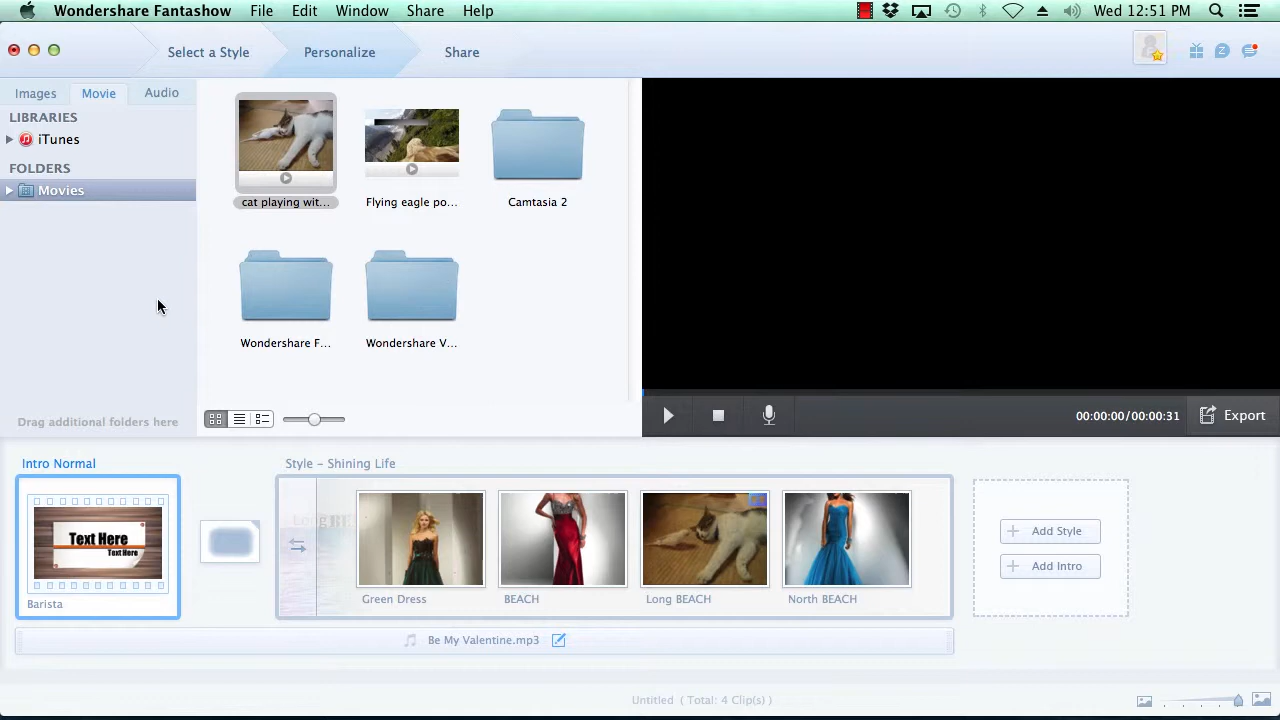 Wondershare Fantashow File Edit Window Share Help Wed 12:51 PM
Select a Style Personalize Share
Images Movie Audio
LIBRARIES
iTunes
FOLDERS
Movies
Drag additional folders here
cat playing wit... Flying eagle po... Camtasia 2
Wondershare F... Wondershare V...
00:00:00/00:00:31 Export
Intro Normal Style – Shining Life
Text Here
Text Here
Barista
Green Dress BEACH Long BEACH North BEACH
Add Style
Add Intro
Be My Valentine.mp3
Untitled ( Total: 4 Clip(s) )